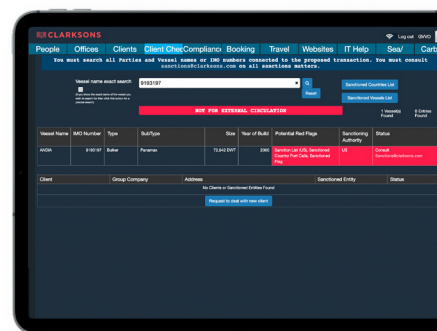 CLARKSONS
Log out GVVO
People Offices Clients Client Chec Complianc Booking Travel Websites IT Help Sea/ Carb
You must search all Parties and Vessel names or IMO numbers connected to the proposed transaction. You must consult
sanctions@clarksons.com on all sanctions matters.
Vessel name exact search
9193197
Reset
Sanctioned Countries List
Sanctioned Vessels List
NOT FOR EXTERNAL CIRCULATION
1 Vessel(s) Found
0 Entries Found
Vessel Name IMO Number Type SubType Size Year of Build Potential Red Flags Sanctioning Authority Status
9193197 Bulker Panamax 72,942 DWT 2000 Sanction List (US), Sanctioned Country Port Calls, Sanctioned Flag US Consult
Sanctions@clarksons.com
Client Group Company Address Sanctioned Entity Status
No Clients or Sanctioned Entities Found
Request to deal with new client